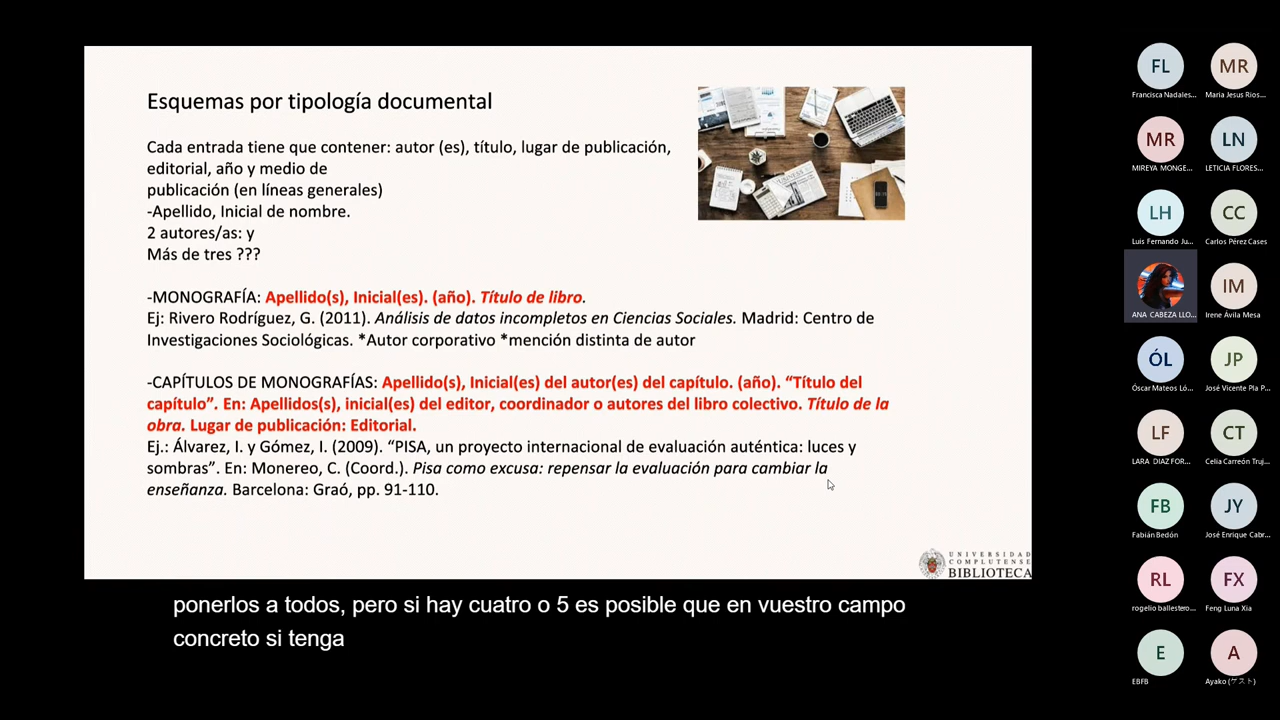 Esquemas por tipología documental
Cada entrada tiene que contener: autor (es), título, lugar de publicación,
editorial, año y medio de
publicación (en líneas generales)
-Apellido, Inicial de nombre.
2 autores/as: y
Más de tres ???
-MONOGRAFÍA: Apellido(s), Inicial(es). (año). Título de libro.
Ej: Rivero Rodríguez, G. (2011). Análisis de datos incompletos en Ciencias Sociales. Madrid: Centro de
Investigaciones Sociológicas. *Autor corporativo *mención distinta de autor
-CAPÍTULOS DE MONOGRAFÍAS: Apellido(s), Inicial(es) del autor(es) del capítulo. (año). “Título del
capítulo”. En: Apellidos(s), inicial(es) del editor, coordinador o autores del libro colectivo. Título de la
obra. Lugar de publicación: Editorial.
Ej.: Álvarez, I. y Gómez, I. (2009). “PISA, un proyecto internacional de evaluación auténtica: luces y
sombras”. En: Monereo, C. (Coord.). Pisa como excusa: repensar la evaluación para cambiar la
enseñanza. Barcelona: Graó, pp. 91-110.
UNIVERSIDAD
COMPLUTENSE
BIBLIOTECA
ponerlos a todos, pero si hay cuatro o 5 es posible que en vuestro campo
concreto si tenga
FL
Francisca Nadales...
MR
Maria Jesus Rios...
MR
MIREYA MONGE...
LN
LETICIA FLORES...
LH
Luis Fernando Ju...
CC
Carlos Pérez Cases
ANA CABEZA LLO...
IM
Irene Ávila Mesa
ÓL
Óscar Mateos Ló...
JP
José Vicente Pla P...
LF
LARA DIAZ FOR...
CT
Celia Carreón Truj...
FB
Fabián Bedón
JY
José Enrique Cabr...
RL
rogelio ballestero...
FX
Feng Luna Xia
E
EBFB
A
Ayako (ゲスト)